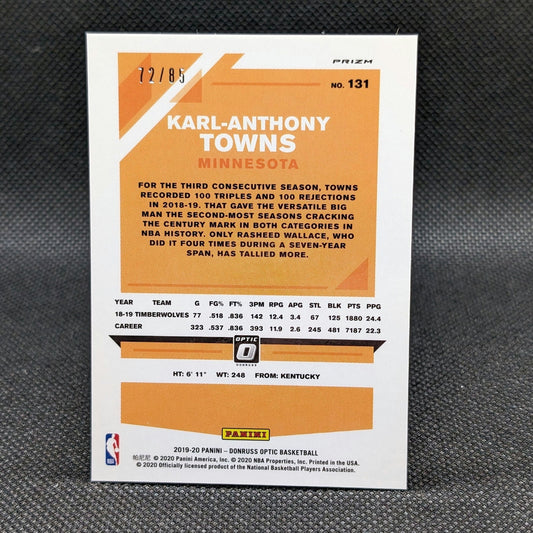 72/85
PRIZM
NO. 131
KARL-ANTHONY
TOWNS
MINNESOTA
FOR THE THIRD CONSECUTIVE SEASON, TOWNS
RECORDED 100 TRIPLES AND 100 REJECTIONS
IN 2018-19. THAT GAVE THE VERSATILE BIG
MAN THE SECOND-MOST SEASONS CRACKING
THE CENTURY MARK IN BOTH CATEGORIES IN
NBA HISTORY. ONLY RASHEED WALLACE, WHO
DID IT FOUR TIMES DURING A SEVEN-YEAR
SPAN, HAS TALLIED MORE.
YEAR TEAM G FG% FT% 3PM RPG APG STL BLK PTS PPG
18-19 TIMBERWOLVES 77 .518 .836 142 12.4 3.4 67 125 1880 24.4
CAREER 323 .537 .836 393 11.9 2.6 245 481 7187 22.3
OPTIC
DONRUSS
HT: 6' 11" WT: 248 FROM: KENTUCKY
PANINI
2019-20 PANINI – DONRUSS OPTIC BASKETBALL
帕尼尼 © 2020 Panini America, Inc. © 2020 NBA Properties, Inc. Printed in the USA.
© 2020 Officially licensed product of the National Basketball Players Association.